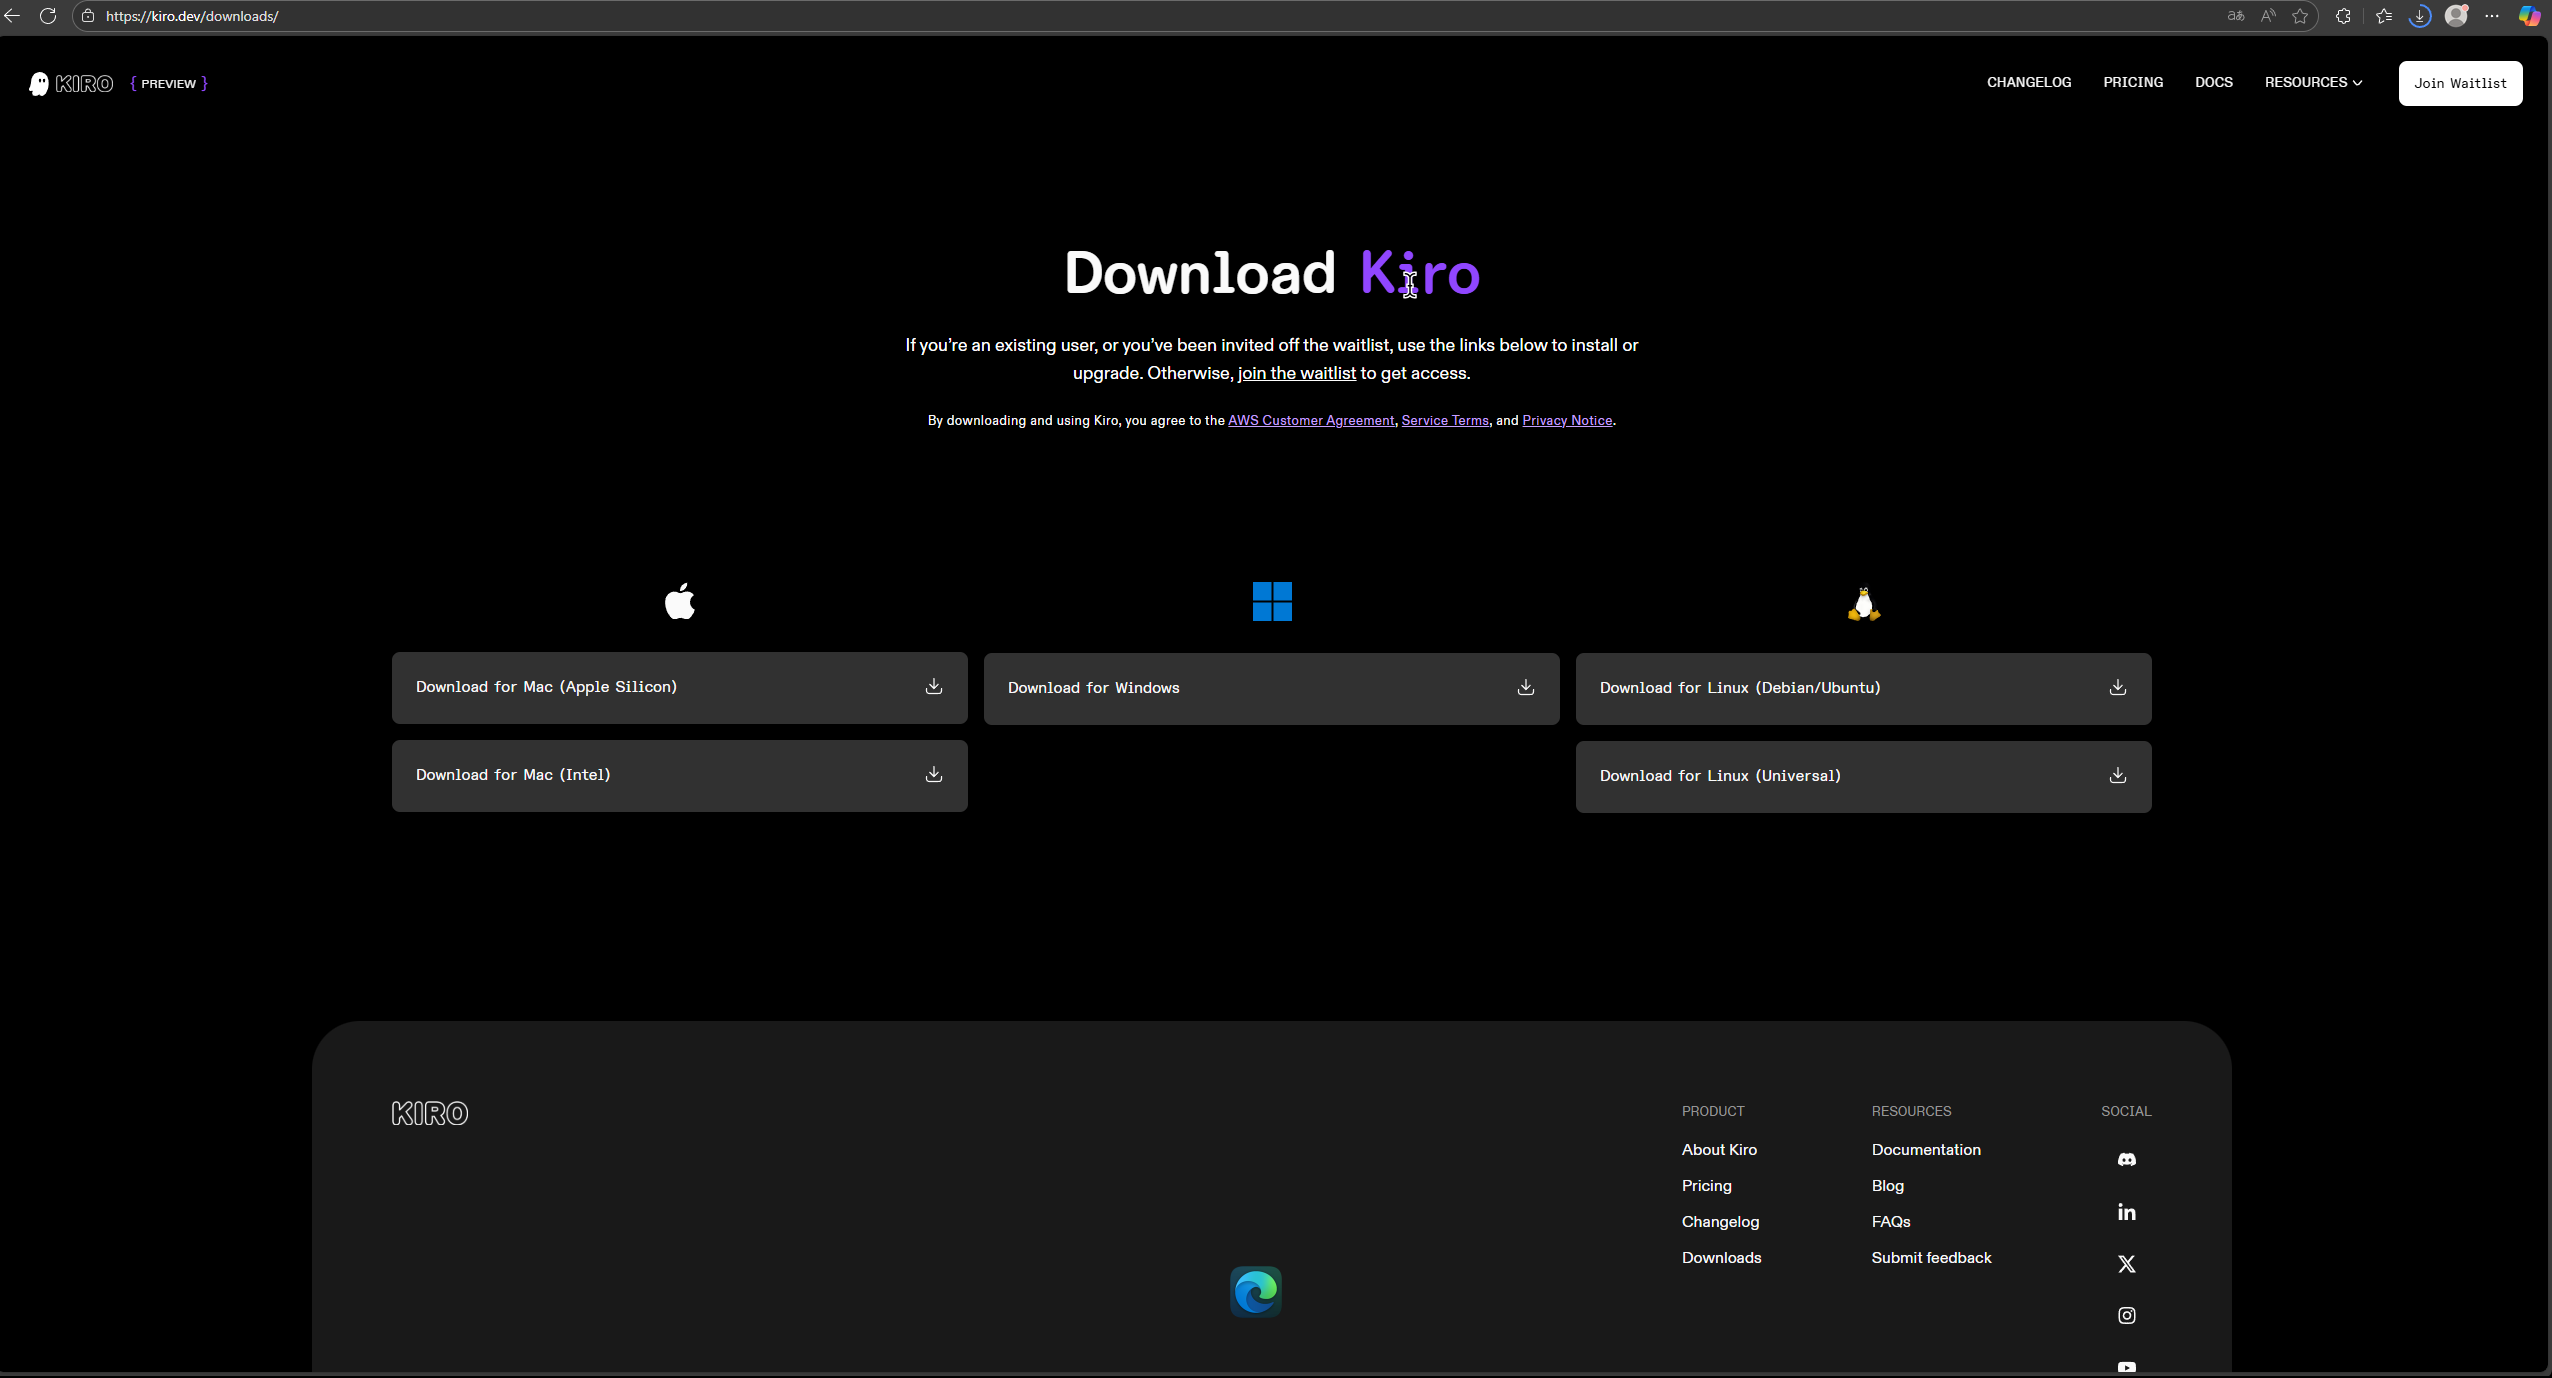 https://kiro.dev/downloads/
KIRO { PREVIEW } CHANGELOG PRICING DOCS RESOURCES Join Waitlist
Download Kiro
If you’re an existing user, or you’ve been invited off the waitlist, use the links below to install or
upgrade. Otherwise, join the waitlist to get access.
By downloading and using Kiro, you agree to the AWS Customer Agreement, Service Terms, and Privacy Notice.
Download for Mac (Apple Silicon)
Download for Mac (Intel)
Download for Windows
Download for Linux (Debian/Ubuntu)
Download for Linux (Universal)
KIRO
PRODUCT
About Kiro
Pricing
Changelog
Downloads
RESOURCES
Documentation
Blog
FAQs
Submit feedback
SOCIAL